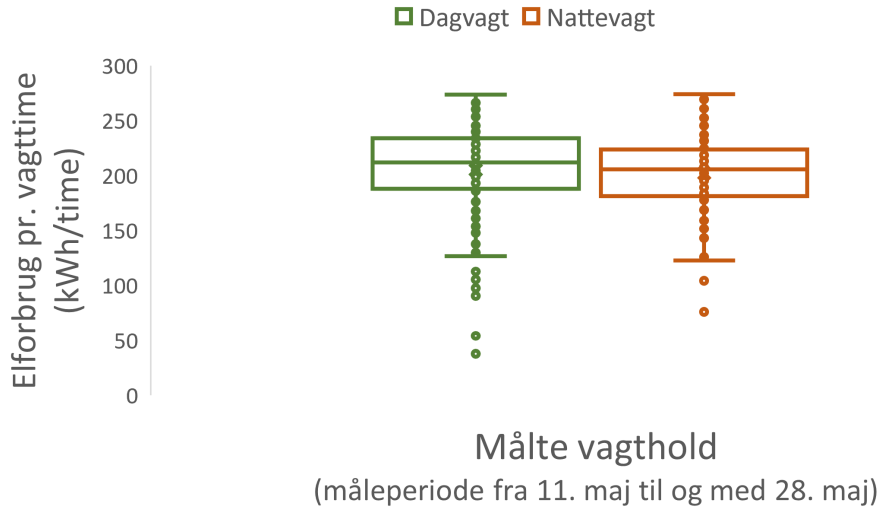 Dagvagt Nattevagt
300
250
200
150
100
50
0
Elforbrug pr. vagttime
(kWh/time)
Målte vagthold
(måleperiode fra 11. maj til og med 28. maj)